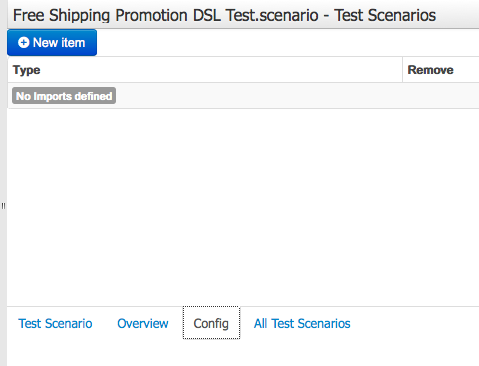 Free Shipping Promotion DSL Test.scenario - Test Scenarios
New item
Type Remove
No Imports defined
Test Scenario Overview Config All Test Scenarios